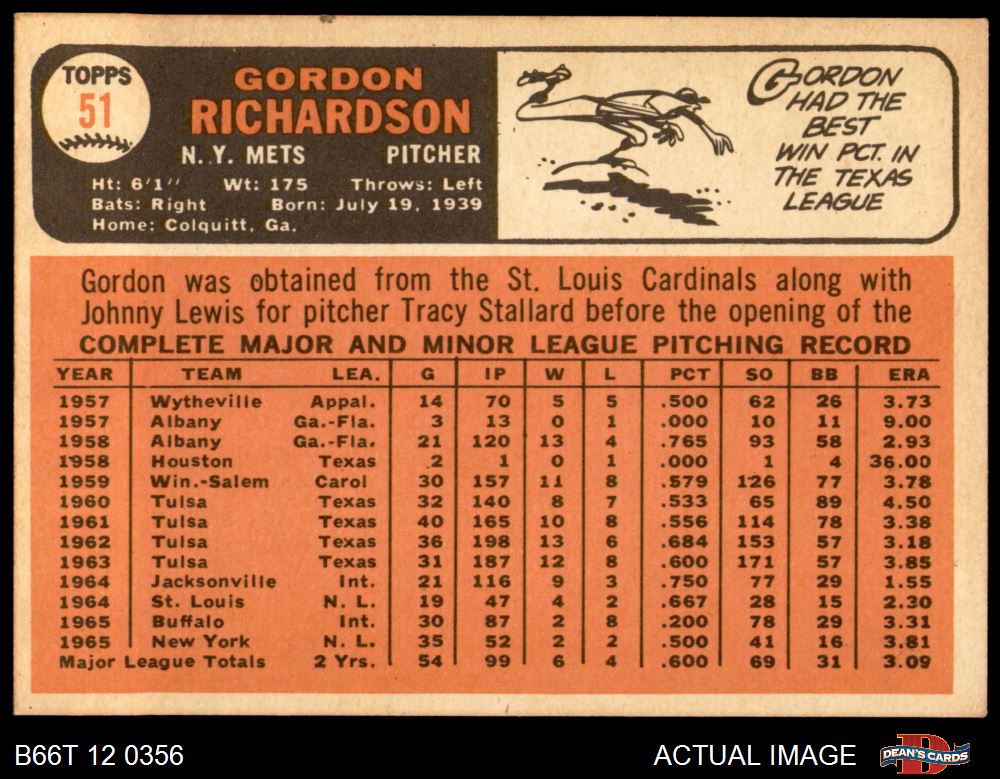 TOPPS
51
GORDON
RICHARDSON
N.Y. METS PITCHER
Ht: 6'1" Wt: 175 Throws: Left
Bats: Right Born: July 19, 1939
Home: Colquitt, Ga.
GORDON
HAD THE
BEST
WIN PCT. IN
THE TEXAS
LEAGUE
Gordon was obtained from the St. Louis Cardinals along with
Johnny Lewis for pitcher Tracy Stallard before the opening of the
COMPLETE MAJOR AND MINOR LEAGUE PITCHING RECORD
YEAR TEAM LEA. G IP W L PCT SO BB ERA
1957 Wytheville Appal. 14 70 5 5 .500 62 26 3.73
1957 Albany Ga.-Fla. 3 13 0 1 .000 10 11 9.00
1958 Albany Ga.-Fla. 21 120 13 4 .765 93 58 2.93
1958 Houston Texas 2 1 0 1 .000 1 4 36.00
1959 Win.-Salem Carol 30 157 11 8 .579 126 77 3.78
1960 Tulsa Texas 32 140 8 7 .533 65 89 4.50
1961 Tulsa Texas 40 165 10 8 .556 114 78 3.38
1962 Tulsa Texas 36 198 13 6 .684 153 57 3.18
1963 Tulsa Texas 31 187 12 8 .600 171 57 3.85
1964 Jacksonville Int. 21 116 9 3 .750 77 29 1.55
1964 St. Louis N. L. 19 47 4 2 .667 28 15 2.30
1965 Buffalo Int. 30 87 2 8 .200 78 29 3.31
1965 New York N. L. 35 52 2 2 .500 41 16 3.81
Major League Totals 2 Yrs. 54 99 6 4 .600 69 31 3.09
B66T 12 0356 ACTUAL IMAGE DEAN'S CARDS